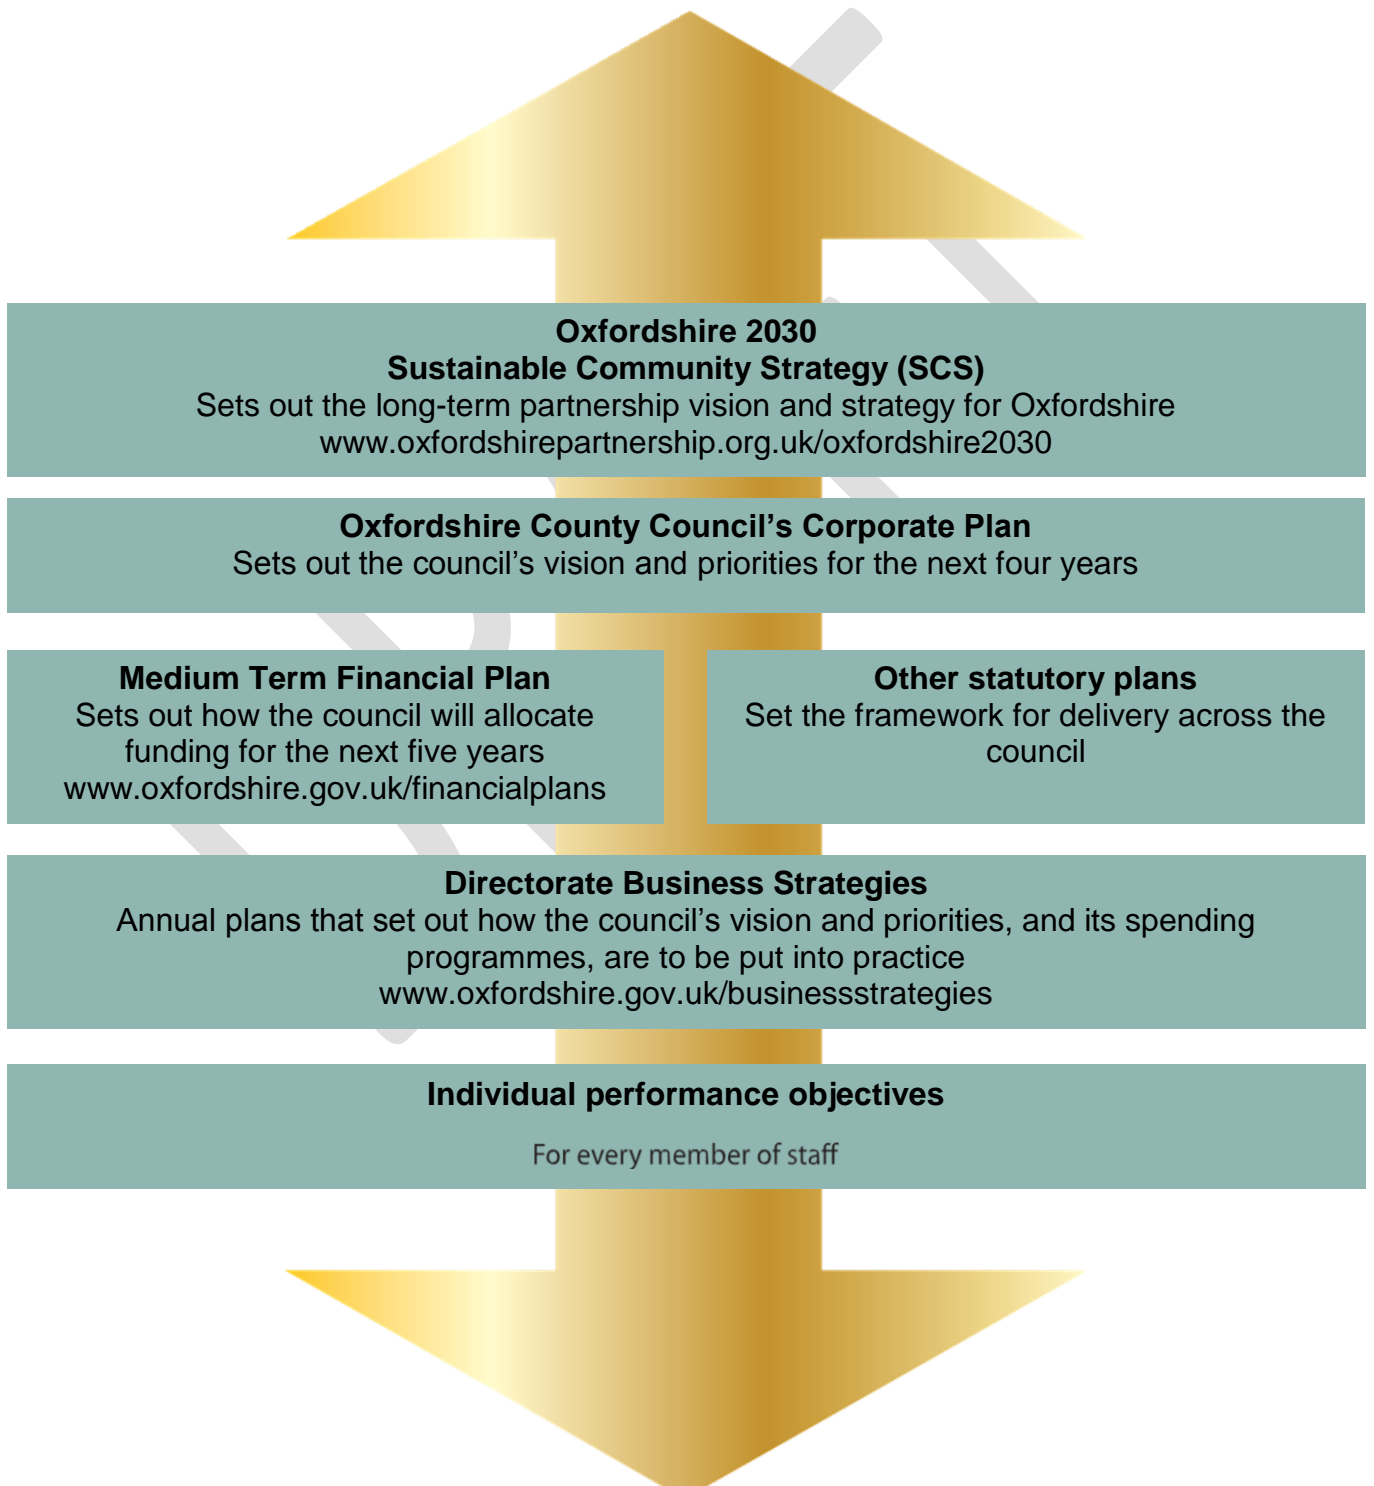 Oxfordshire 2030
Sustainable Community Strategy (SCS)
Sets out the long-term partnership vision and strategy for Oxfordshire
www.oxfordshirepartnership.org.uk/oxfordshire2030
Oxfordshire County Council’s Corporate Plan
Sets out the council’s vision and priorities for the next four years
Medium Term Financial Plan
Sets out how the council will allocate
funding for the next five years
www.oxfordshire.gov.uk/financialplans
Other statutory plans
Set the framework for delivery across the
council
Directorate Business Strategies
Annual plans that set out how the council’s vision and priorities, and its spending
programmes, are to be put into practice
www.oxfordshire.gov.uk/businessstrategies
Individual performance objectives
For every member of staff